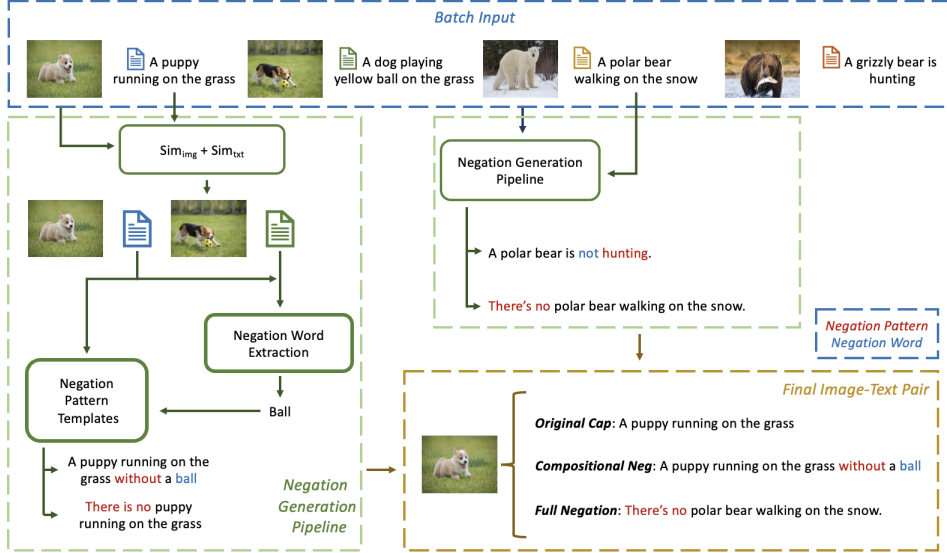 Batch Input
A puppy
running on the grass
A dog playing
yellow ball on the grass
A polar bear
walking on the snow
A grizzly bear is
hunting
Simimg + Simtxt
Negation Word
Extraction
Negation
Pattern
Templates
Ball
A puppy running on the
grass without a ball
There is no puppy
running on the grass
Negation
Generation
Pipeline
Negation Generation
Pipeline
A polar bear is not hunting.
There's no polar bear walking on the snow.
Negation Pattern
Negation Word
Final Image-Text Pair
Original Cap: A puppy running on the grass
Compositional Neg: A puppy running on the grass without a ball
Full Negation: There's no polar bear walking on the snow.